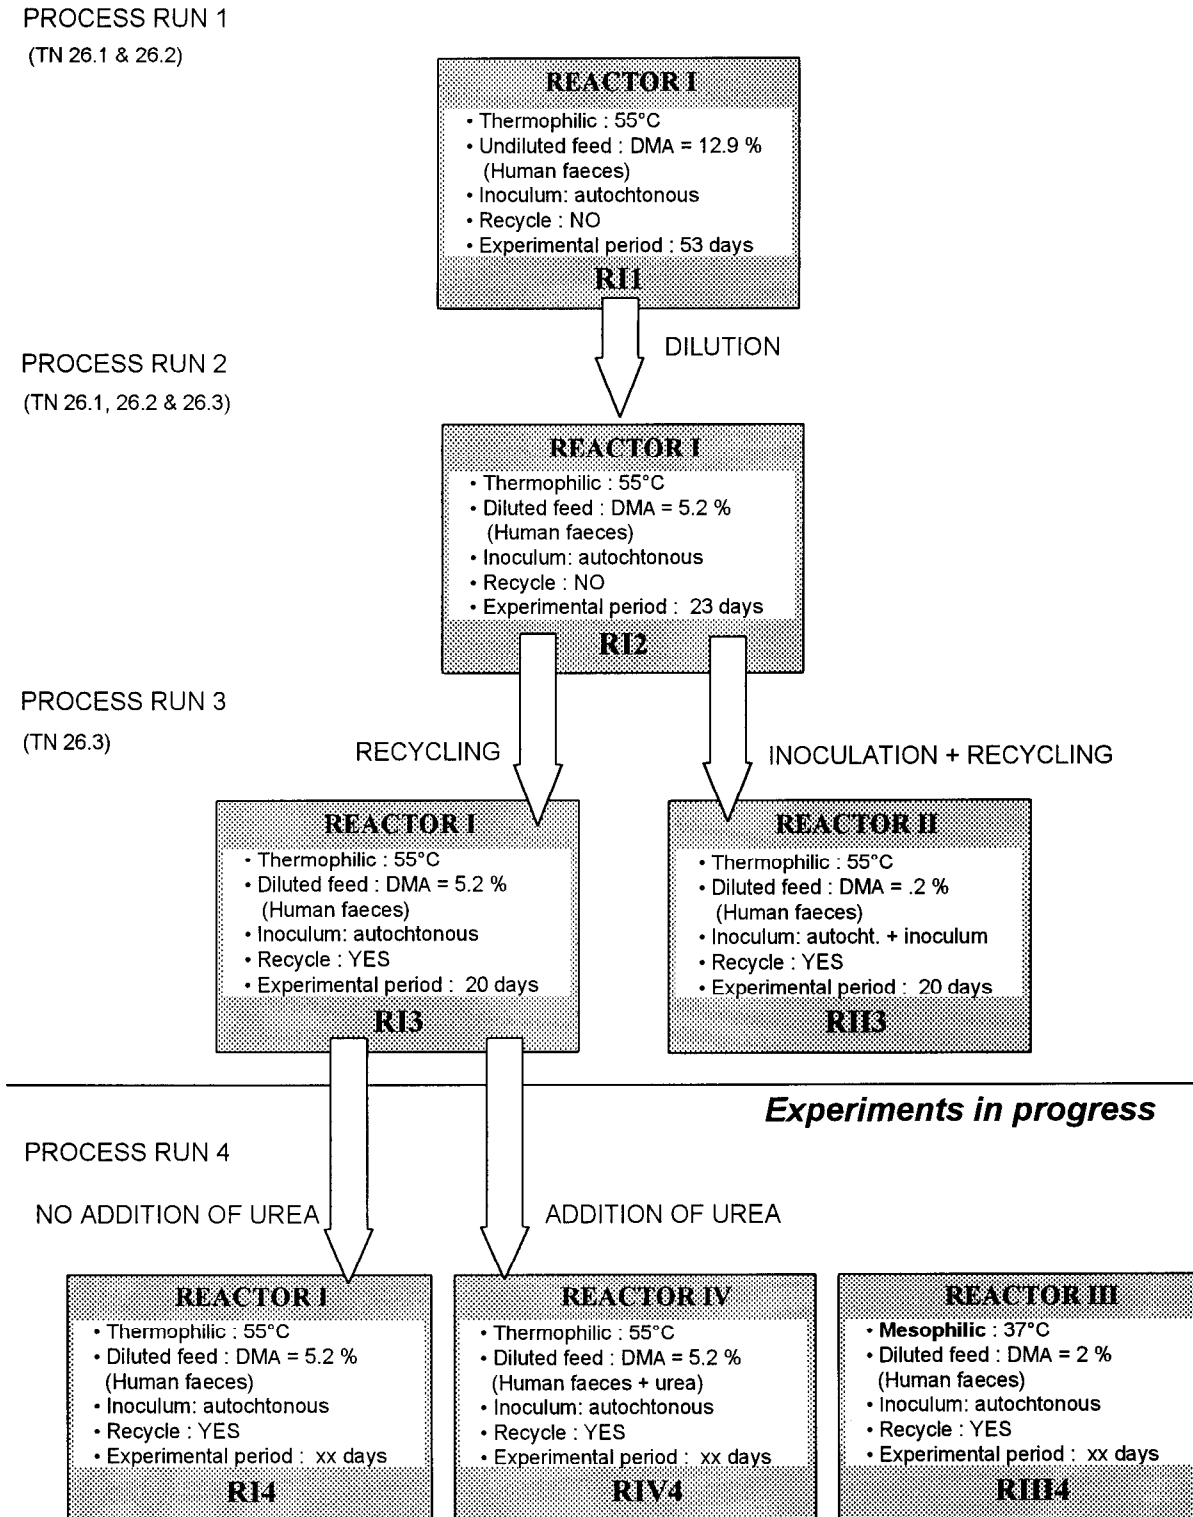 PROCESS RUN 1
(TN 26.1 & 26.2)
REACTOR I
• Thermophilic : 55°C
• Undiluted feed : DMA = 12.9 %
(Human faeces)
• Inoculum: autochtonous
• Recycle : NO
• Experimental period : 53 days
RI1
DILUTION
PROCESS RUN 2
(TN 26.1, 26.2 & 26.3)
REACTOR I
• Thermophilic : 55°C
• Diluted feed : DMA = 5.2 %
(Human faeces)
• Inoculum: autochtonous
• Recycle : NO
• Experimental period : 23 days
RI2
PROCESS RUN 3
(TN 26.3)
RECYCLING
INOCULATION + RECYCLING
REACTOR I
• Thermophilic : 55°C
• Diluted feed : DMA = 5.2 %
(Human faeces)
• Inoculum: autochtonous
• Recycle : YES
• Experimental period : 20 days
RI3
REACTOR II
• Thermophilic : 55°C
• Diluted feed : DMA = .2 %
(Human faeces)
• Inoculum: autocht. + inoculum
• Recycle : YES
• Experimental period : 20 days
RII3
Experiments in progress
PROCESS RUN 4
NO ADDITION OF UREA
ADDITION OF UREA
REACTOR I
• Thermophilic : 55°C
• Diluted feed : DMA = 5.2 %
(Human faeces)
• Inoculum: autochtonous
• Recycle : YES
• Experimental period : xx days
RI4
REACTOR IV
• Thermophilic : 55°C
• Diluted feed : DMA = 5.2 %
(Human faeces + urea)
• Inoculum: autochtonous
• Recycle : YES
• Experimental period : xx days
RIV4
REACTOR III
• Mesophilic : 37°C
• Diluted feed : DMA = 2 %
(Human faeces)
• Inoculum: autochtonous
• Recycle : YES
• Experimental period : xx days
RIII4